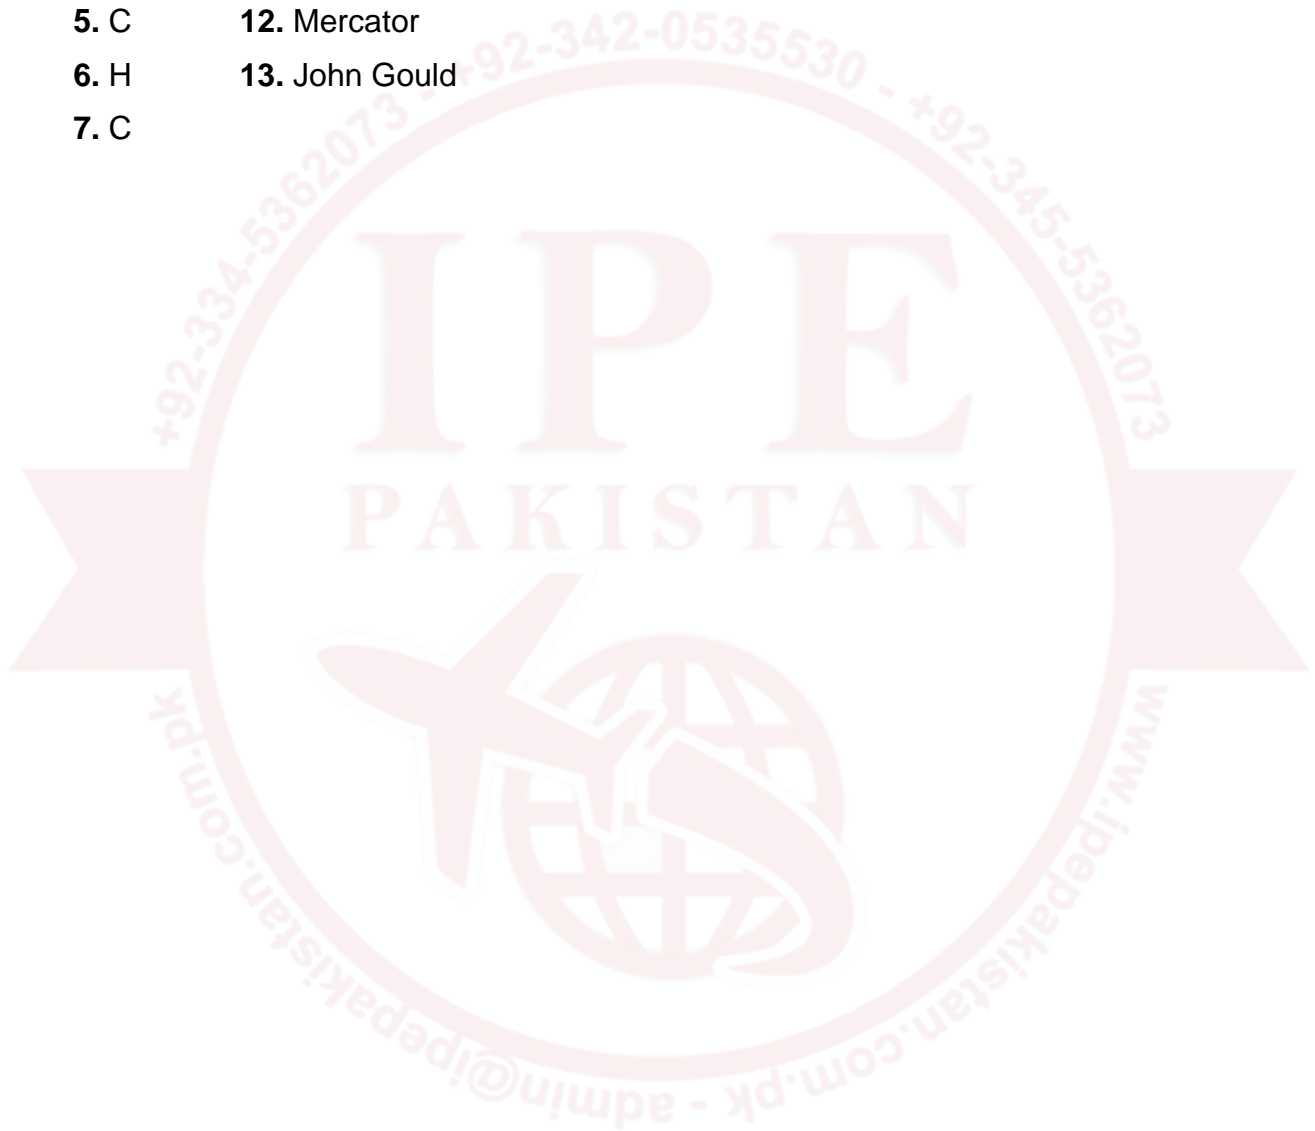 5. C 12. Mercator
6. H 13. John Gould
7. C
+92-334-5362073 - +92-342-0535530 - +92-345-5362073
IPE
PAKISTAN
www.ipepakistan.com.pk - admin@ipepakistan.com.pk